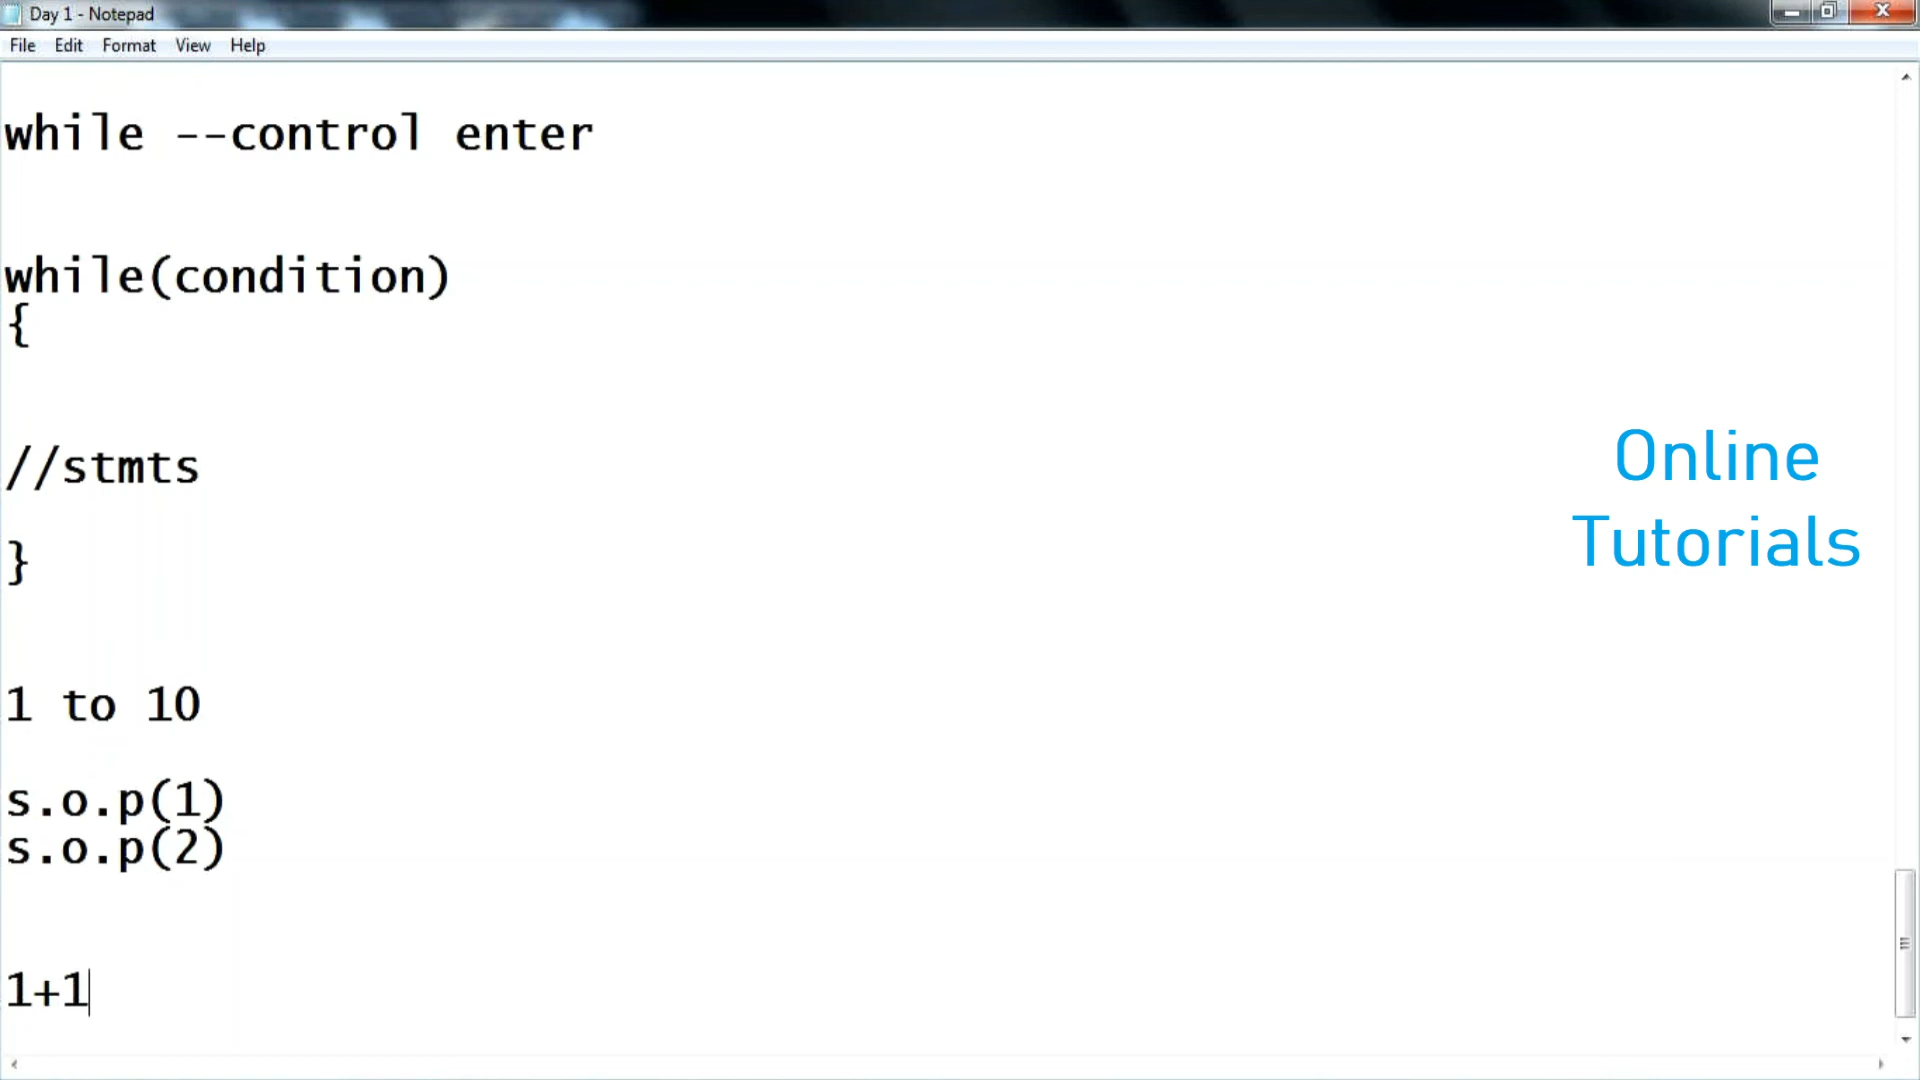 Day 1 - Notepad
File Edit Format View Help
while --control enter
while(condition)
{
//stmts
}
Online
Tutorials
1 to 10
s.o.p(1)
s.o.p(2)
1+1